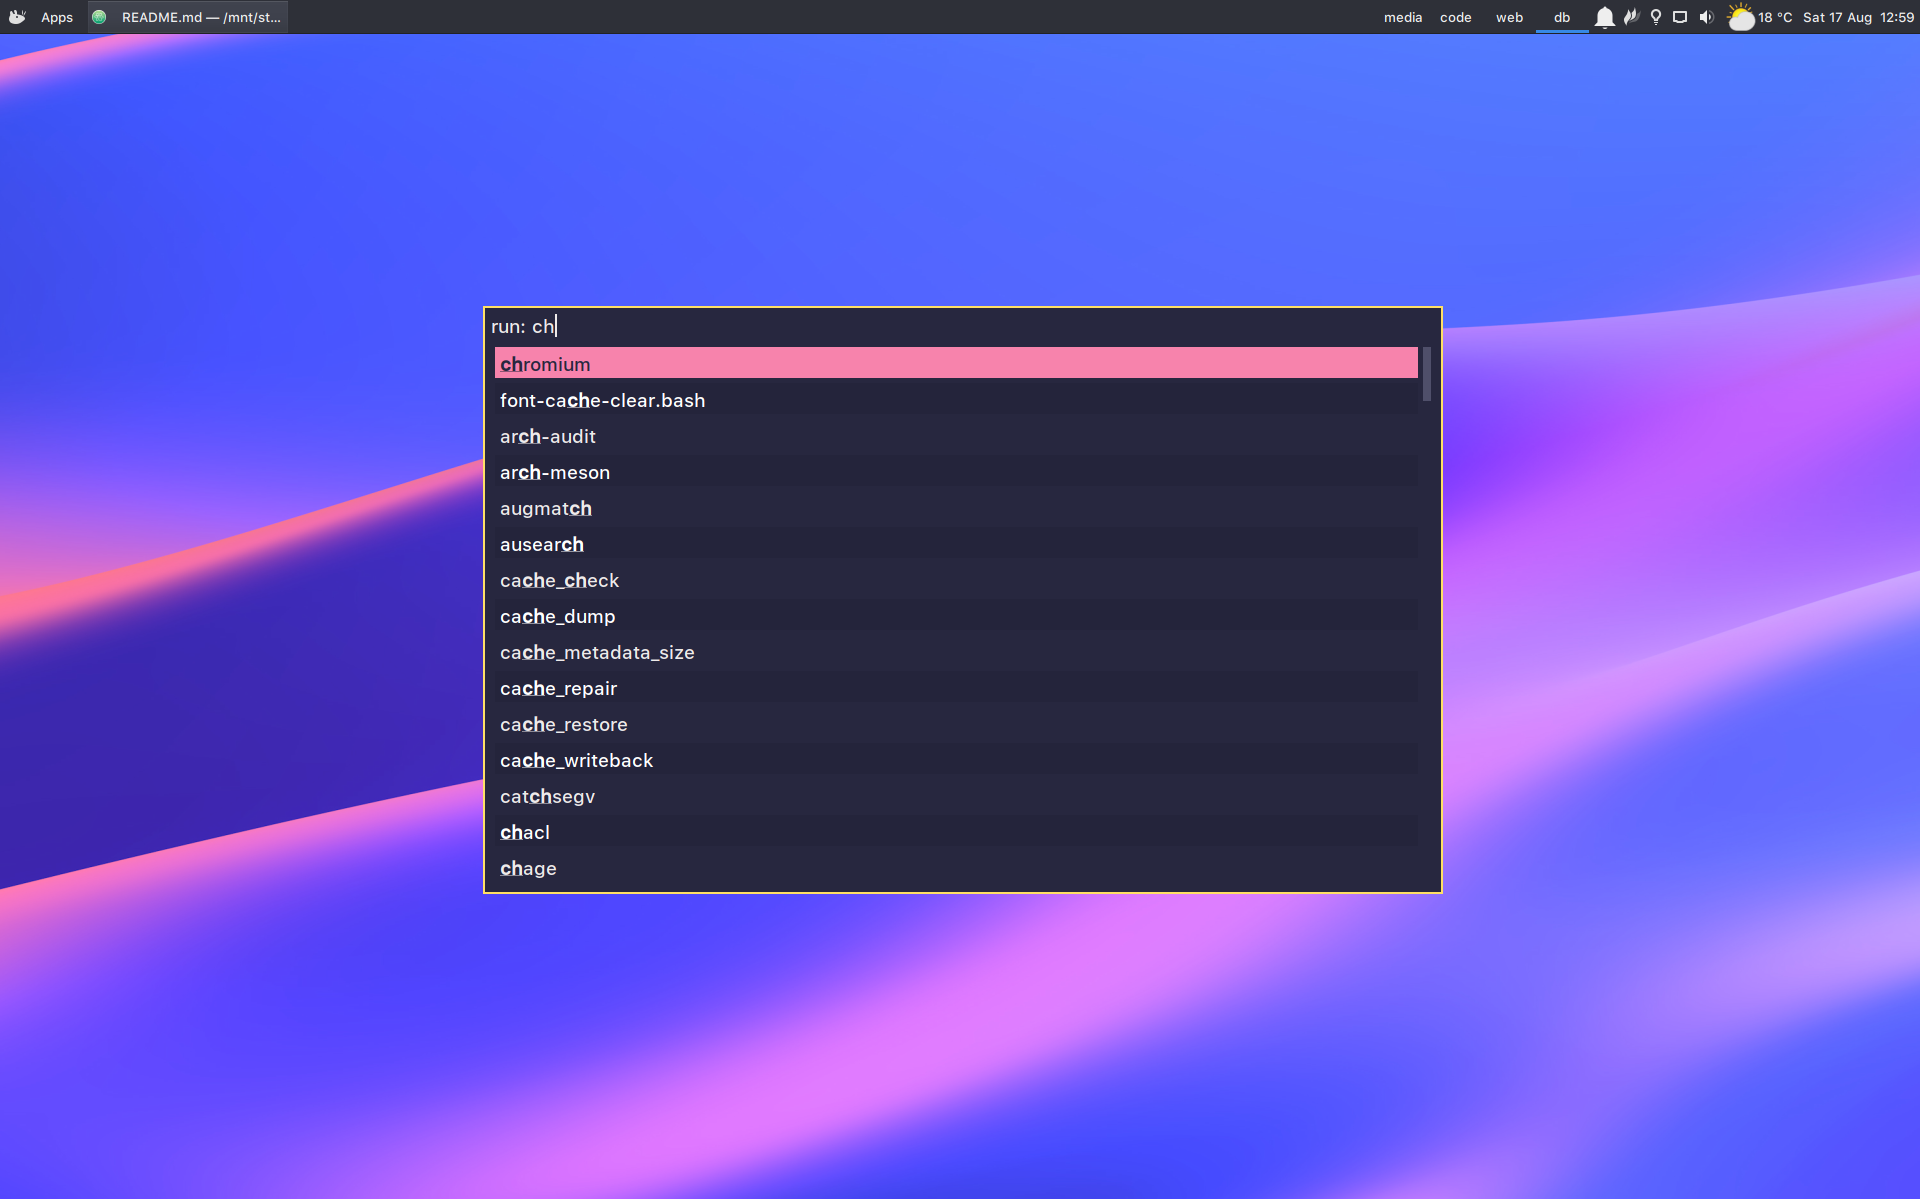 Apps README.md — /mnt/st... media code web db 18 °C Sat 17 Aug 12:59
run: ch
chromium
font-cache-clear.bash
arch-audit
arch-meson
augmatch
ausearch
cache_check
cache_dump
cache_metadata_size
cache_repair
cache_restore
cache_writeback
catchsegv
chacl
chage